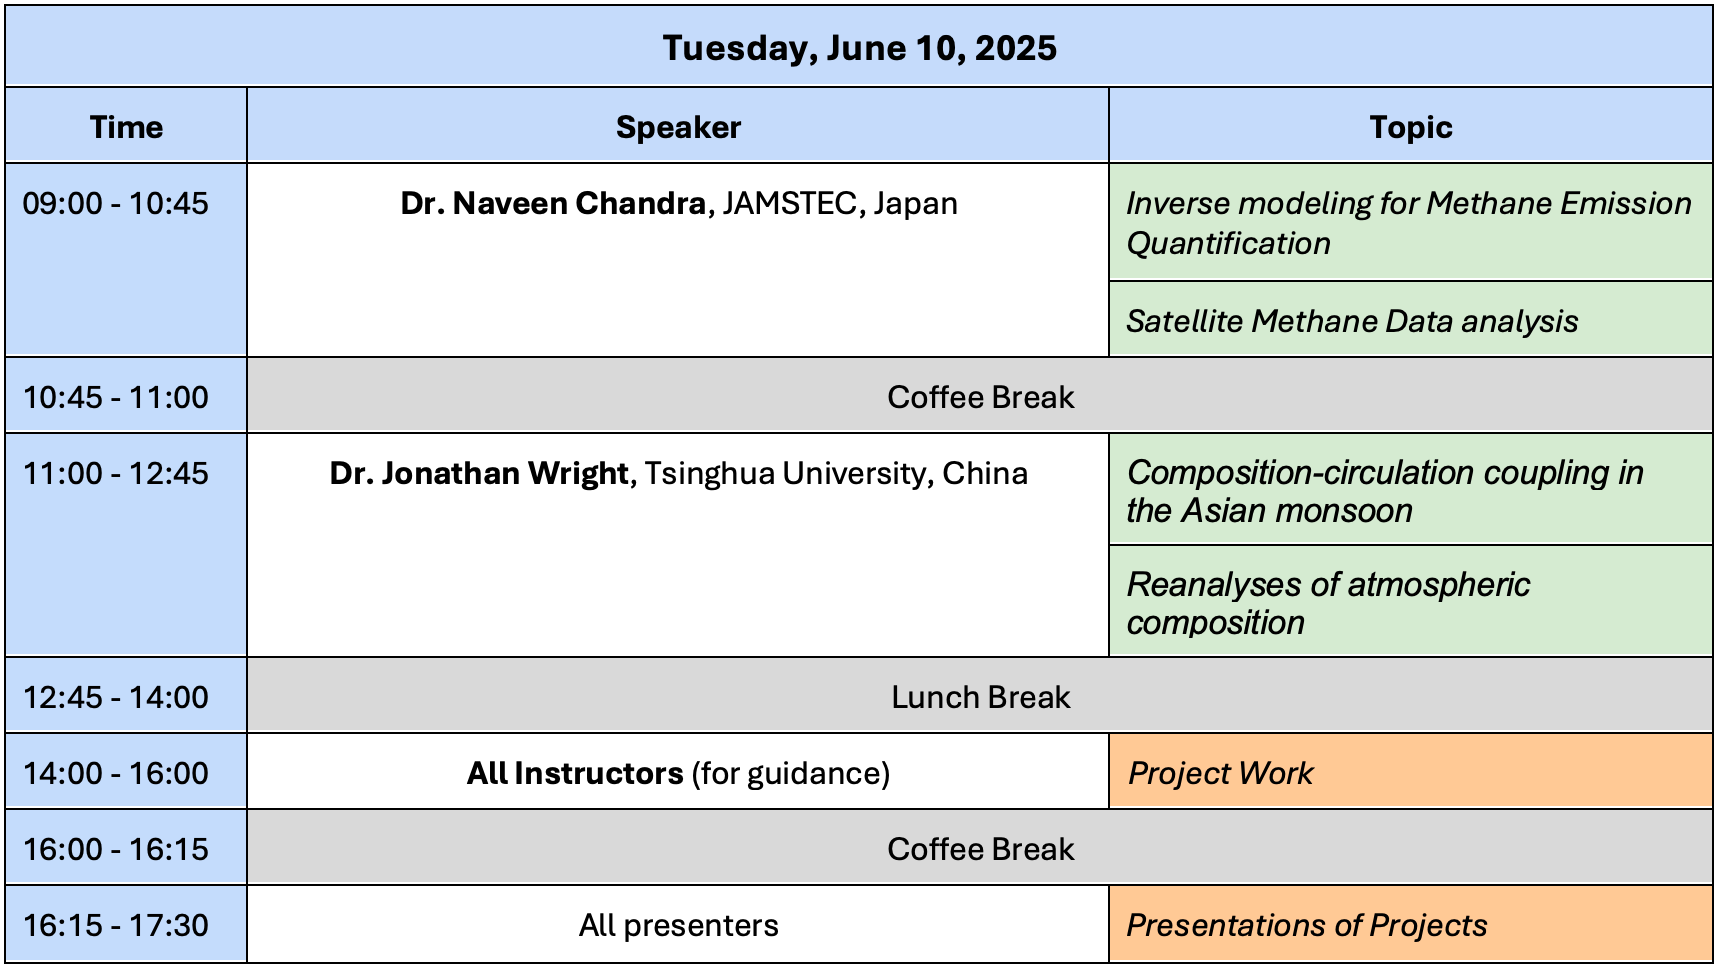 Tuesday, June 10, 2025
Time Speaker Topic
09:00 - 10:45 Dr. Naveen Chandra, JAMSTEC, Japan Inverse modeling for Methane Emission
Quantification
Satellite Methane Data analysis
10:45 - 11:00 Coffee Break
11:00 - 12:45 Dr. Jonathan Wright, Tsinghua University, China Composition-circulation coupling in
the Asian monsoon
Reanalyses of atmospheric
composition
12:45 - 14:00 Lunch Break
14:00 - 16:00 All Instructors (for guidance) Project Work
16:00 - 16:15 Coffee Break
16:15 - 17:30 All presenters Presentations of Projects